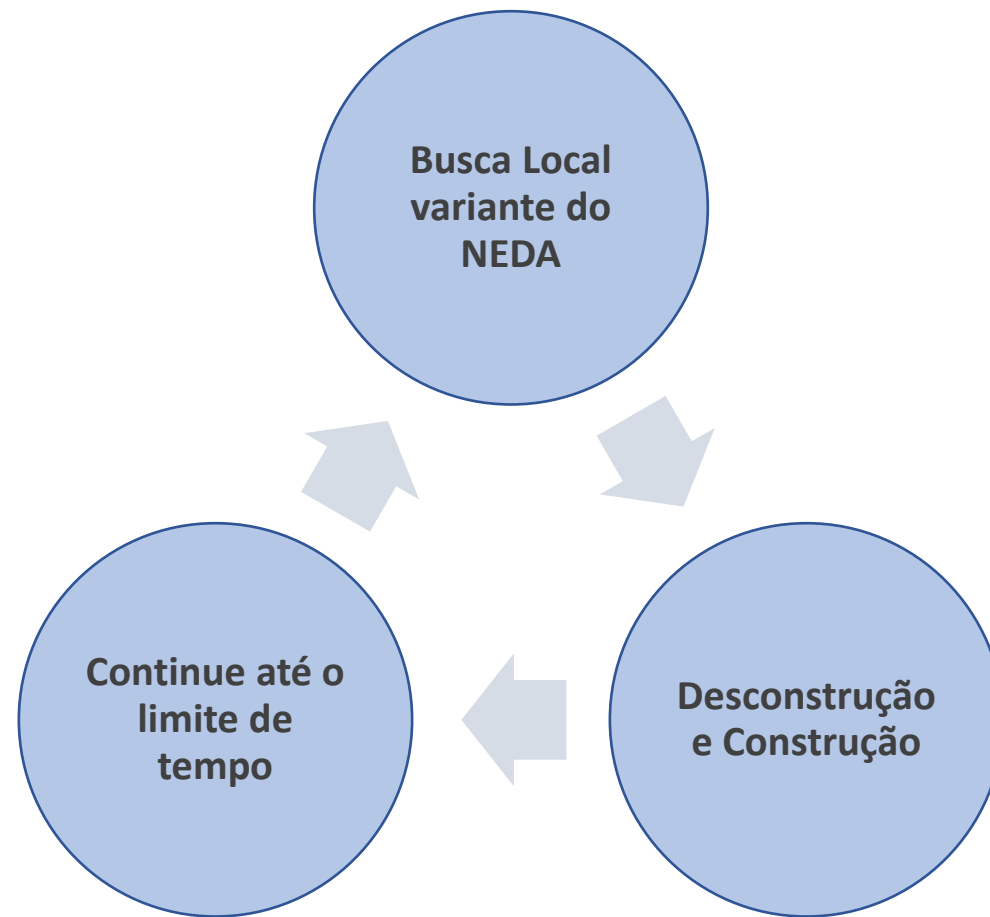 Busca Local
variante do
NEDA
Desconstrução
e Construção
Continue até o
limite de
tempo